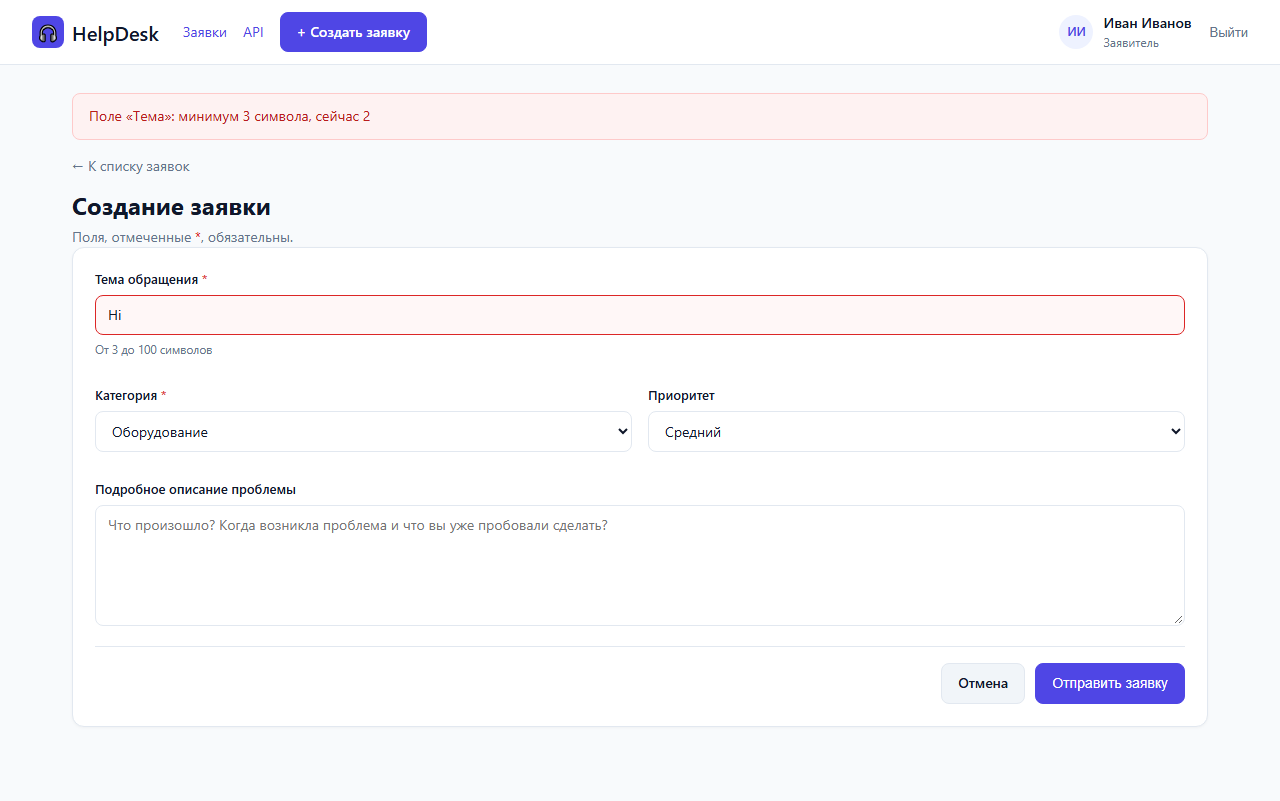 HelpDesk Заявки API + Создать заявку ИИ Иван Иванов Выйти
Заявитель
Поле «Тема»: минимум 3 символа, сейчас 2
← К списку заявок
Создание заявки
Поля, отмеченные *, обязательны.
Тема обращения *
Hi
От 3 до 100 символов
Категория * Приоритет
Оборудование Средний
Подробное описание проблемы
Что произошло? Когда возникла проблема и что вы уже пробовали сделать?
Отмена Отправить заявку